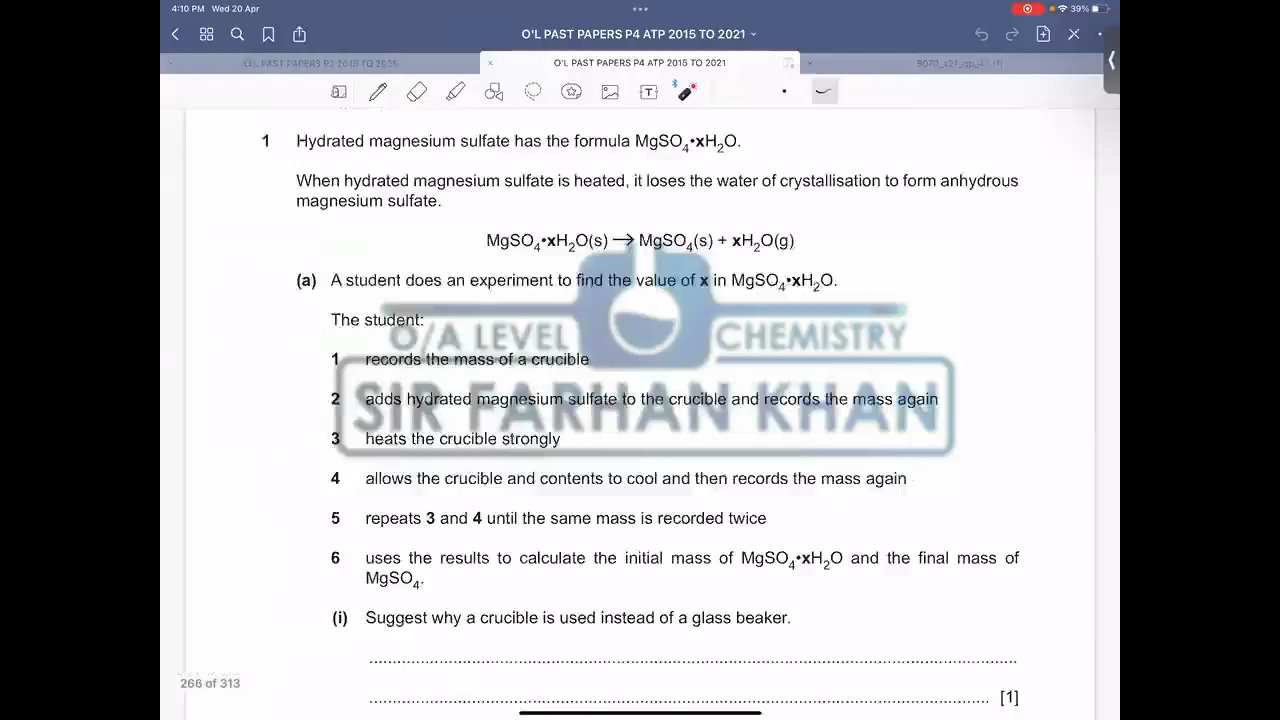 4:10 PM Wed 20 Apr
39%
O'L PAST PAPERS P4 ATP 2015 TO 2021
O'L PAST PAPERS P3 2015 TO 2025
O'L PAST PAPERS P4 ATP 2015 TO 2021
1 Hydrated magnesium sulfate has the formula MgSO₄•xH₂O.
When hydrated magnesium sulfate is heated, it loses the water of crystallisation to form anhydrous
magnesium sulfate.
MgSO₄•xH₂O(s) → MgSO₄(s) + xH₂O(g)
(a) A student does an experiment to find the value of x in MgSO₄•xH₂O.
The student:
O/A LEVEL CHEMISTRY
1 records the mass of a crucible
2 adds hydrated magnesium sulfate to the crucible and records the mass again
SIR FARHAN KHAN
3 heats the crucible strongly
4 allows the crucible and contents to cool and then records the mass again
5 repeats 3 and 4 until the same mass is recorded twice
6 uses the results to calculate the initial mass of MgSO₄•xH₂O and the final mass of
MgSO₄.
(i) Suggest why a crucible is used instead of a glass beaker.
266 of 313
[1]